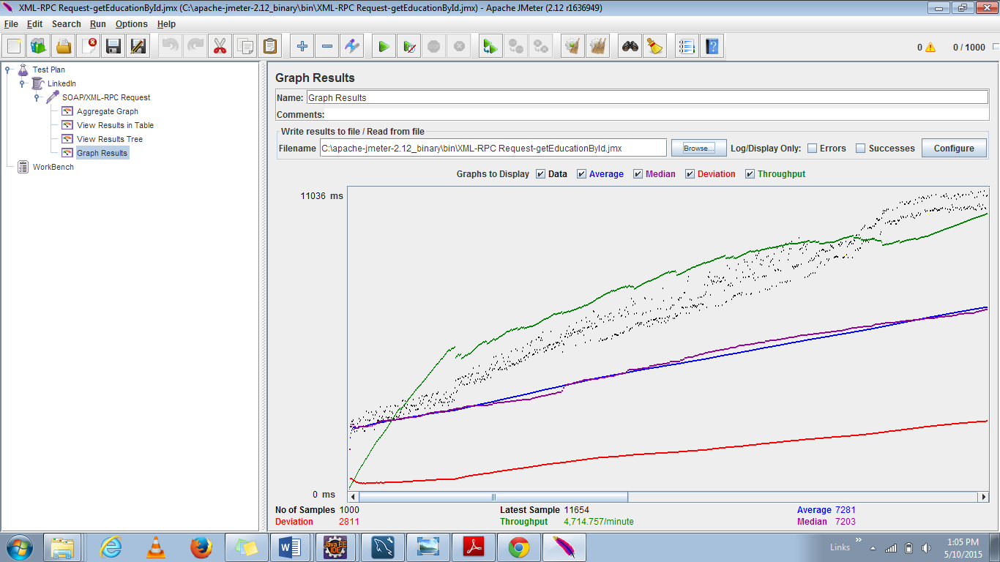 XML-RPC Request-getEducationById.jmx (C:\apache-jmeter-2.12_binary\bin\XML-RPC Request-getEducationById.jmx) - Apache JMeter (2.12 r1636949)
File Edit Search Run Options Help
0 0 / 1000
Test Plan
LinkedIn
SOAP/XML-RPC Request
Aggregate Graph
View Results in Table
View Results Tree
Graph Results
WorkBench
Graph Results
Name: Graph Results
Comments:
Write results to file / Read from file
Filename C:\apache-jmeter-2.12_binary\bin\XML-RPC Request-getEducationById.jmx Browse... Log/Display Only: Errors Successes Configure
Graphs to Display Data Average Median Deviation Throughput
11036 ms
0 ms
No of Samples 1000 Latest Sample 11654 Average 7281
Deviation 2811 Throughput 4,714.757/minute Median 7203
Java EE
IDE
Links
1:05 PM
5/10/2015